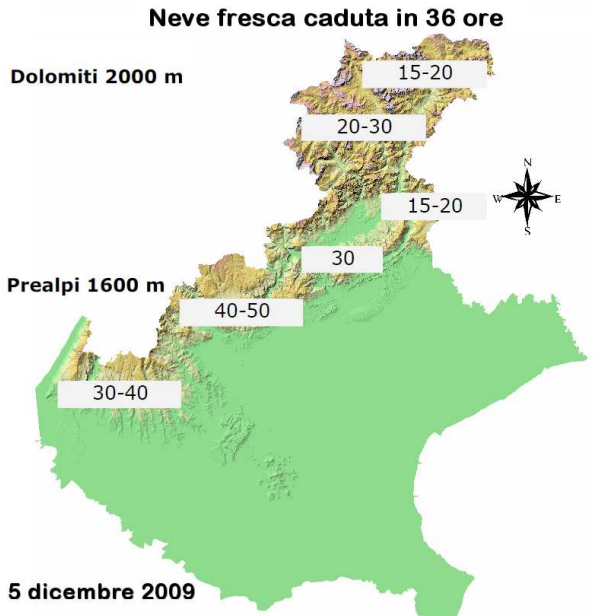 Neve fresca caduta in 36 ore
Dolomiti 2000 m
15-20
20-30
N
W E
S
15-20
30
Prealpi 1600 m
40-50
30-40
5 dicembre 2009